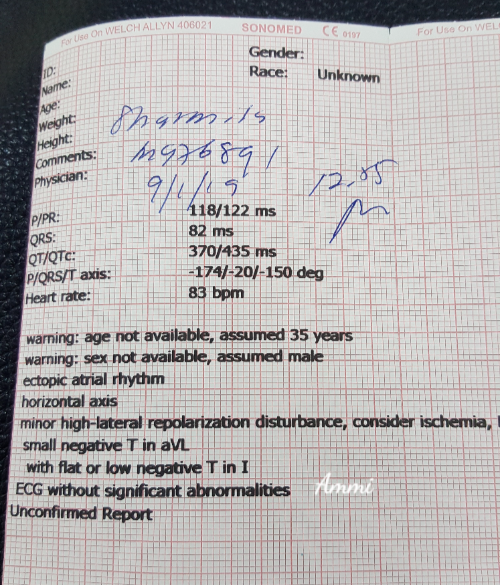 For Use On WELCH ALLYN 406021 SONOMED CE 0197 For Use On WEL
Gender:
ID:
Race: Unknown
Name:
Age:
Weight:
Height:
Comments:
Physician:
9/1/19
P/PR: 118/122 ms
QRS: 82 ms
QT/QTc: 370/435 ms
P/QRS/T axis: -174/-20/-150 deg
Heart rate: 83 bpm
warning: age not available, assumed 35 years
warning: sex not available, assumed male
ectopic atrial rhythm
horizontal axis
minor high-lateral repolarization disturbance, consider ischemia,
small negative T in aVL
with flat or low negative T in I
ECG without significant abnormalities Ammi
Unconfirmed Report